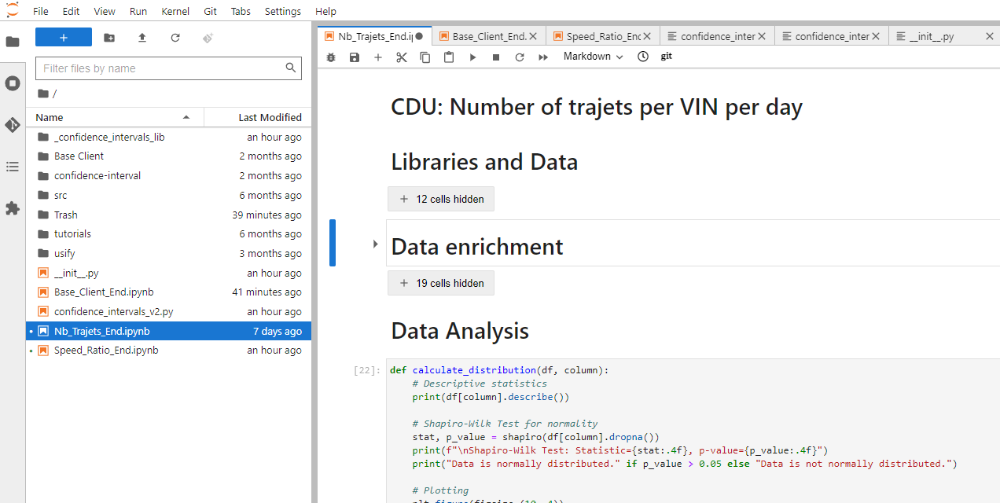 File Edit View Run Kernel Git Tabs Settings Help
Filter files by name
/
Name Last Modified
_confidence_intervals_lib an hour ago
Base Client 2 months ago
confidence-interval 2 months ago
src 6 months ago
Trash 39 minutes ago
tutorials 6 months ago
usify 3 months ago
__init__.py an hour ago
Base_Client_End.ipynb 41 minutes ago
confidence_intervals_v2.py an hour ago
Nb_Trajets_End.ipynb 7 days ago
Speed_Ratio_End.ipynb an hour ago
Nb_Trajets_End.ip Base_Client_End. Speed_Ratio_End confidence_inter confidence_inter __init__.py
Markdown git
CDU: Number of trajets per VIN per day
Libraries and Data
12 cells hidden
Data enrichment
19 cells hidden
Data Analysis
[22]: def calculate_distribution(df, column):
# Descriptive statistics
print(df[column].describe())
# Shapiro-Wilk Test for normality
stat, p_value = shapiro(df[column].dropna())
print(f"\nShapiro-Wilk Test: Statistic={stat:.4f}, p-value={p_value:.4f}")
print("Data is normally distributed." if p_value > 0.05 else "Data is not normally distributed.")
# Plotting